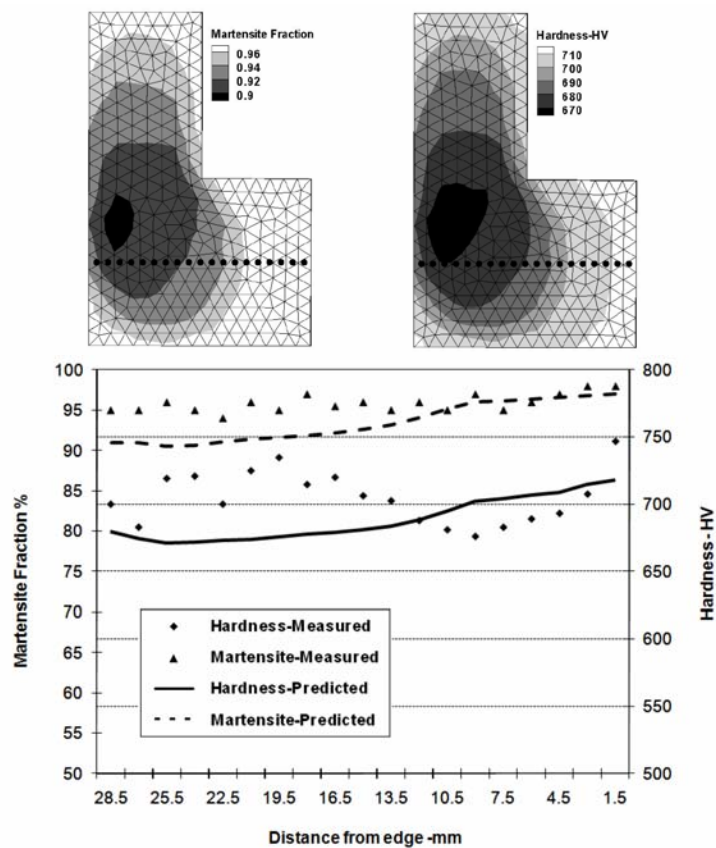 Martensite Fraction
0.96
0.94
0.92
0.9
Hardness-HV
710
700
690
680
670
100
95
90
85
80
75
70
65
60
55
50
Martensite Fraction %
800
750
700
650
600
550
500
Hardness - HV
Hardness-Measured
Martensite-Measured
Hardness-Predicted
Martensite-Predicted
28.5 25.5 22.5 19.5 16.5 13.5 10.5 7.5 4.5 1.5
Distance from edge -mm